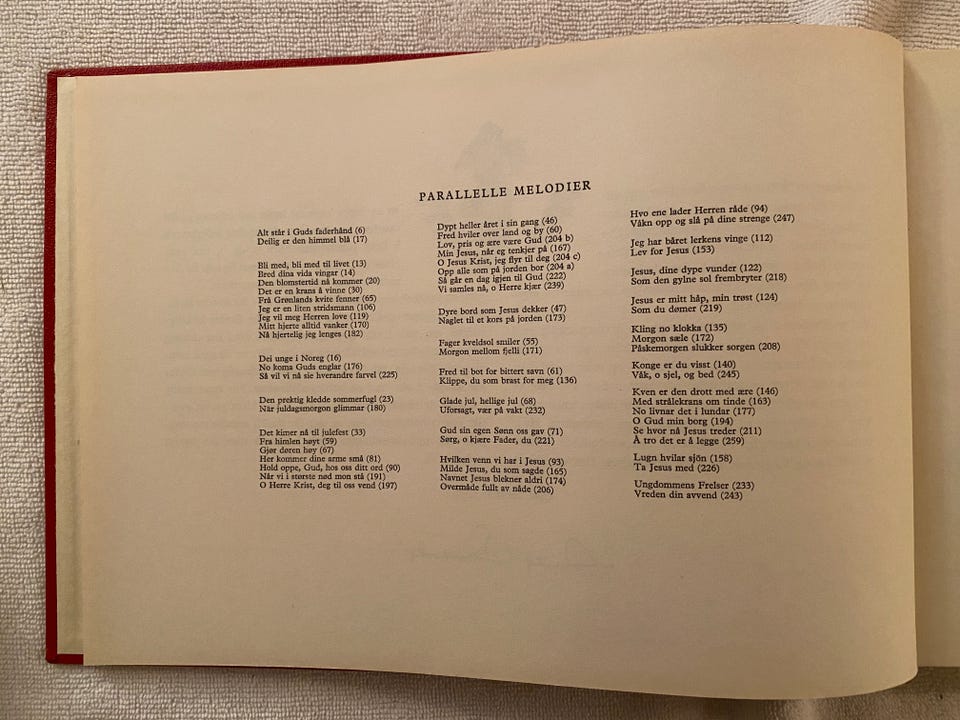 PARALLELLE MELODIER
Alt står i Guds faderhånd (6)
Deilig er den himmel blå (17)
Bli med, bli med til livet (13)
Bred dina vida vingar (14)
Den blomstertid nå kommer (20)
Det er en krans å vinne (30)
Frå Grønlands kvite fenner (65)
Jeg er en liten stridsmann (106)
Jeg vil meg Herren love (119)
Mitt hjerte alltid vanker (170)
Nå hjertelig jeg lenges (182)
Dei unge i Noreg (16)
No koma Guds englar (176)
Så vil vi nå sie hverandre farvel (225)
Den prektig kledde sommerfugl (23)
Når juldagsmorgon glimmar (180)
Det kimer nå til julefest (33)
Fra himlen høyt (59)
Gjør døren høy (67)
Her kommer dine arme små (81)
Hold oppe, Gud, hos oss ditt ord (90)
Når vi i største nød mon stå (191)
O Herre Krist, deg til oss vend (197)
Dypt heller året i sin gang (46)
Fred hviler over land og by (60)
Lov, pris og ære være Gud (204 b)
Min Jesus, når eg tenkjer på (167)
O Jesus Krist, jeg flyr til deg (204 c)
Opp alle som på jorden bor (204 a)
Så går en dag igjen til Gud (222)
Vi samles nå, o Herre kjær (239)
Dyre bord som Jesus dekker (47)
Naglet til et kors på jorden (173)
Fager kveldsol smiler (55)
Morgon mellom fjelli (171)
Fred til bot for bittert savn (61)
Klippe, du som brast for meg (136)
Glade jul, hellige jul (68)
Uforsagt, vær på vakt (232)
Gud sin egen Sønn oss gav (71)
Sørg, o kjære Fader, du (221)
Hvilken venn vi har i Jesus (93)
Milde Jesus, du som sagde (165)
Navnet Jesus blekner aldri (174)
Overmåde fullt av nåde (206)
Hvo ene lader Herren råde (94)
Våkn opp og slå på dine strenge (247)
Jeg har båret lerkens vinge (112)
Lev for Jesus (153)
Jesus, dine dype vunder (122)
Som den gylne sol frembryter (218)
Jesus er mitt håp, min trøst (124)
Som du dømer (219)
Kling no klokka (135)
Morgon sæle (172)
Påskemorgen slukker sorgen (208)
Konge er du visst (140)
Våk, o sjel, og bed (245)
Kven er den drott med ære (146)
Med strålekrans om tinde (163)
No livnar det i lundar (177)
O Gud min borg (194)
Se hvor nå Jesus treder (211)
Å tro det er å legge (259)
Lugn hvilar sjön (158)
Ta Jesus med (226)
Ungdommens Frelser (233)
Vreden din avvend (243)